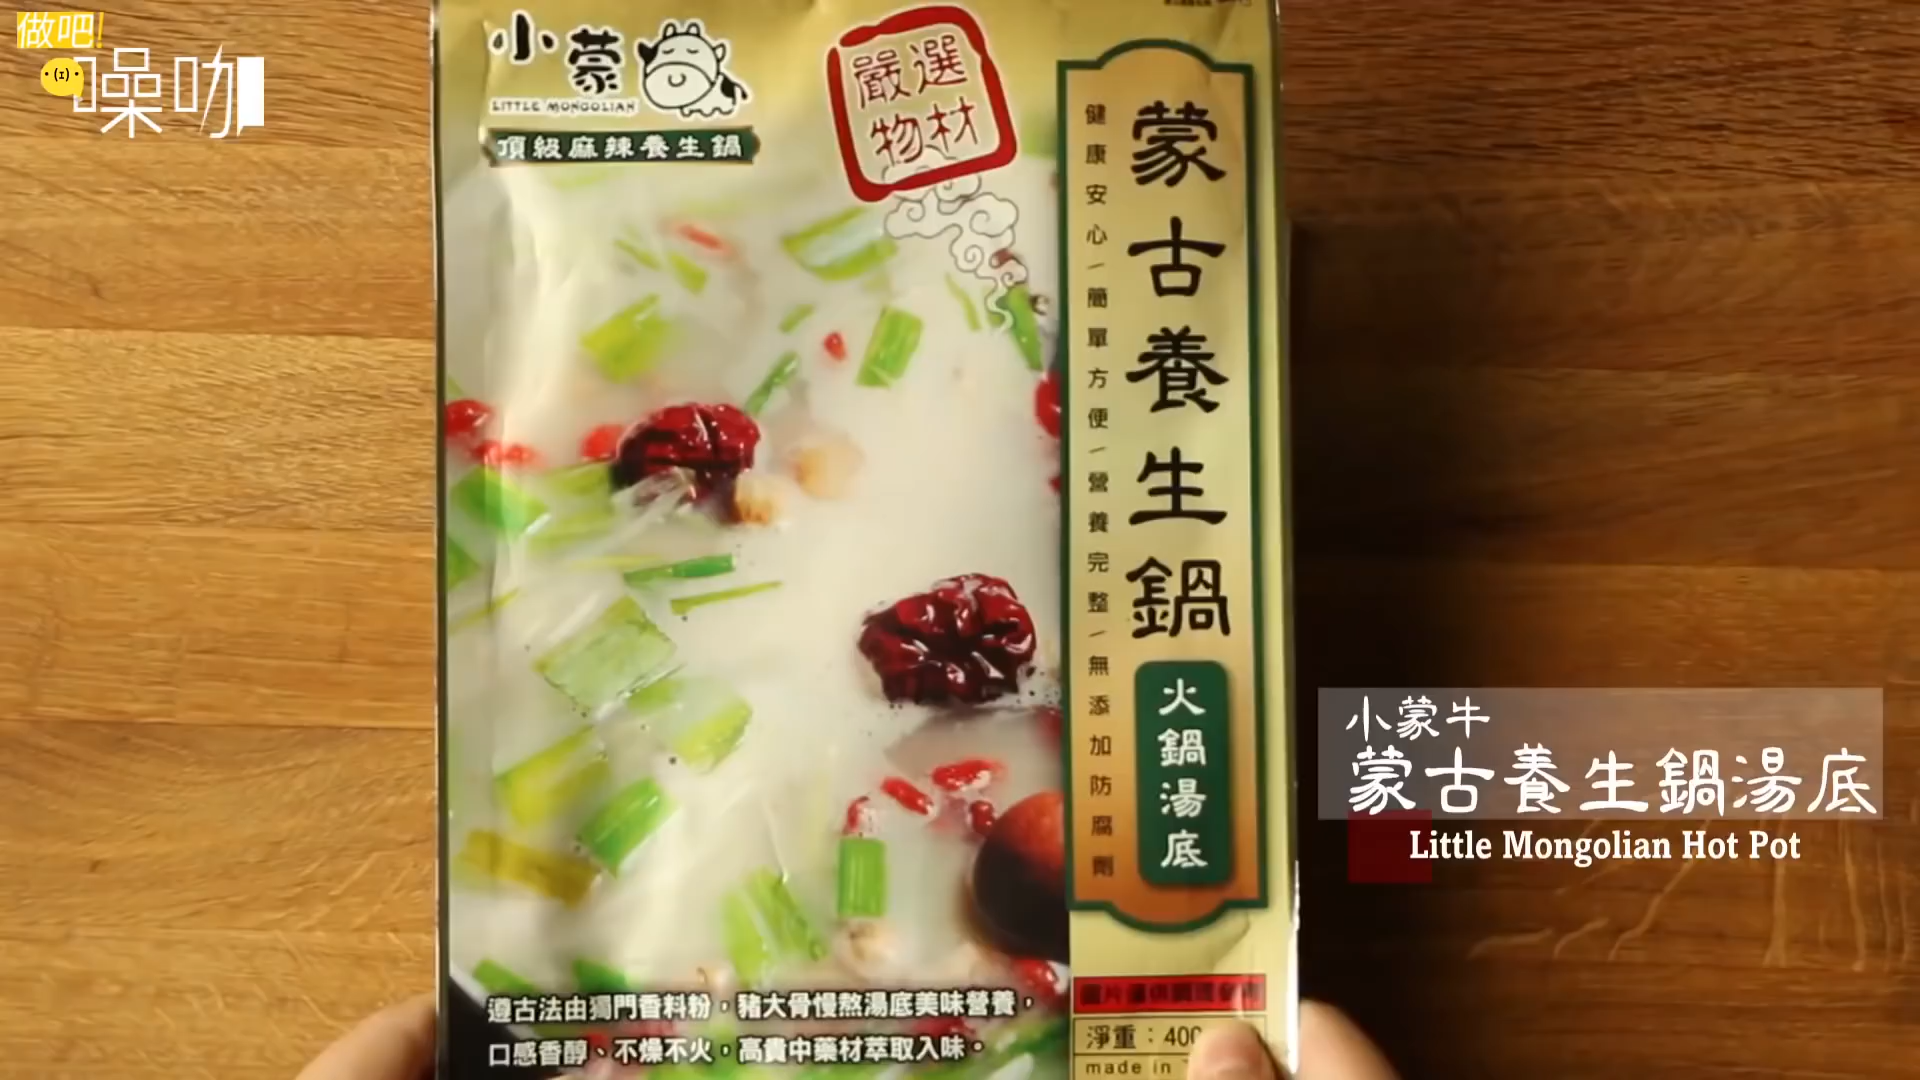 做吧!
噪咖
小蒙
LITTLE MONGOLIAN
頂級麻辣養生鍋
嚴選
物材
蒙古養生鍋
健康安心/簡單方便/營養完整/無添加防腐劑
火鍋湯底
遵古法由獨門香料粉，豬大骨慢熬湯底美味營養，
口感香醇、不燥不火，高貴中藥材萃取入味。
淨重：400
made in
小蒙牛
蒙古養生鍋湯底
Little Mongolian Hot Pot